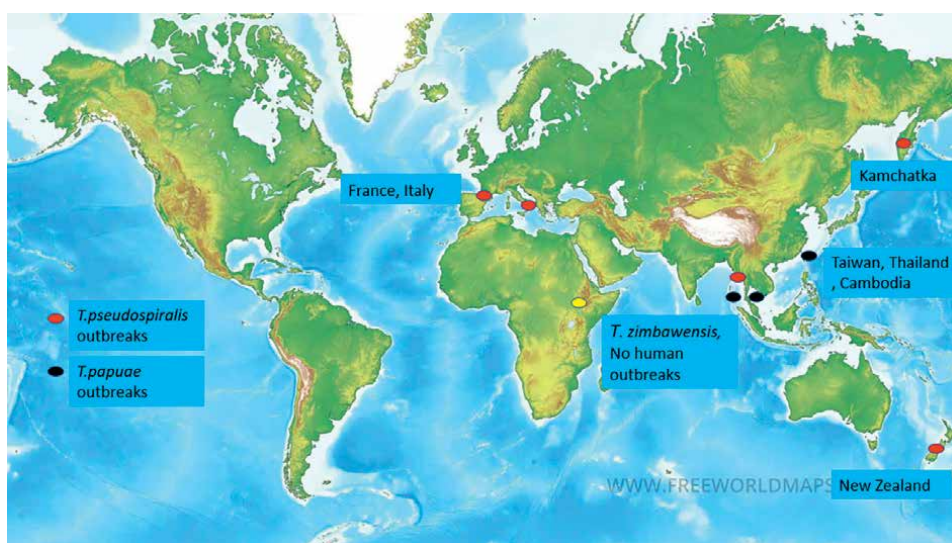 Kamchatka
France, Italy
Taiwan, Thailand
, Cambodia
T.pseudospiralis
outbreaks
T. zimbawensis,
No human
outbreaks
T.papuae
outbreaks
WWW.FREEWORLDMAPS
New Zealand